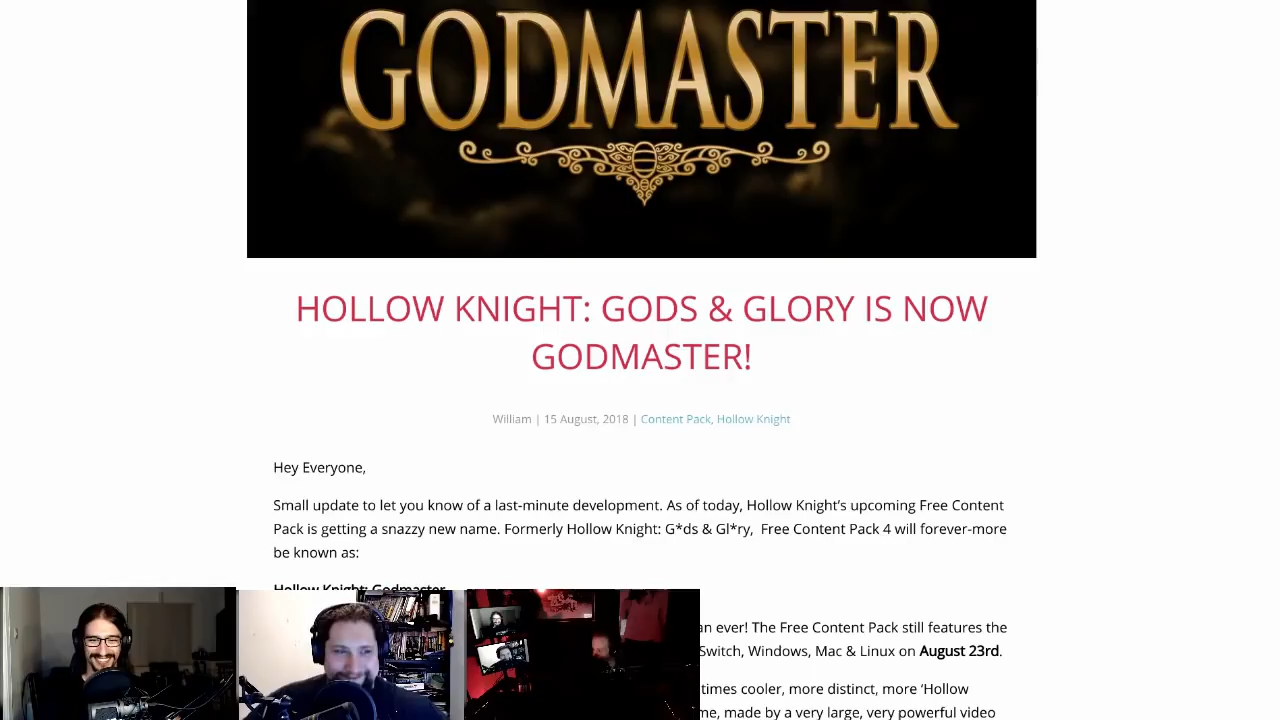 GODMASTER
HOLLOW KNIGHT: GODS & GLORY IS NOW
GODMASTER!
William | 15 August, 2018 | Content Pack, Hollow Knight
Hey Everyone,
Small update to let you know of a last-minute development. As of today, Hollow Knight's upcoming Free Content
Pack is getting a snazzy new name. Formerly Hollow Knight: G*ds & Gl*ry, Free Content Pack 4 will forever-more
be known as:
Hollow Knight: Godmaster
an ever! The Free Content Pack still features the
Switch, Windows, Mac & Linux on August 23rd.
times cooler, more distinct, more ‘Hollow
me, made by a very large, very powerful video